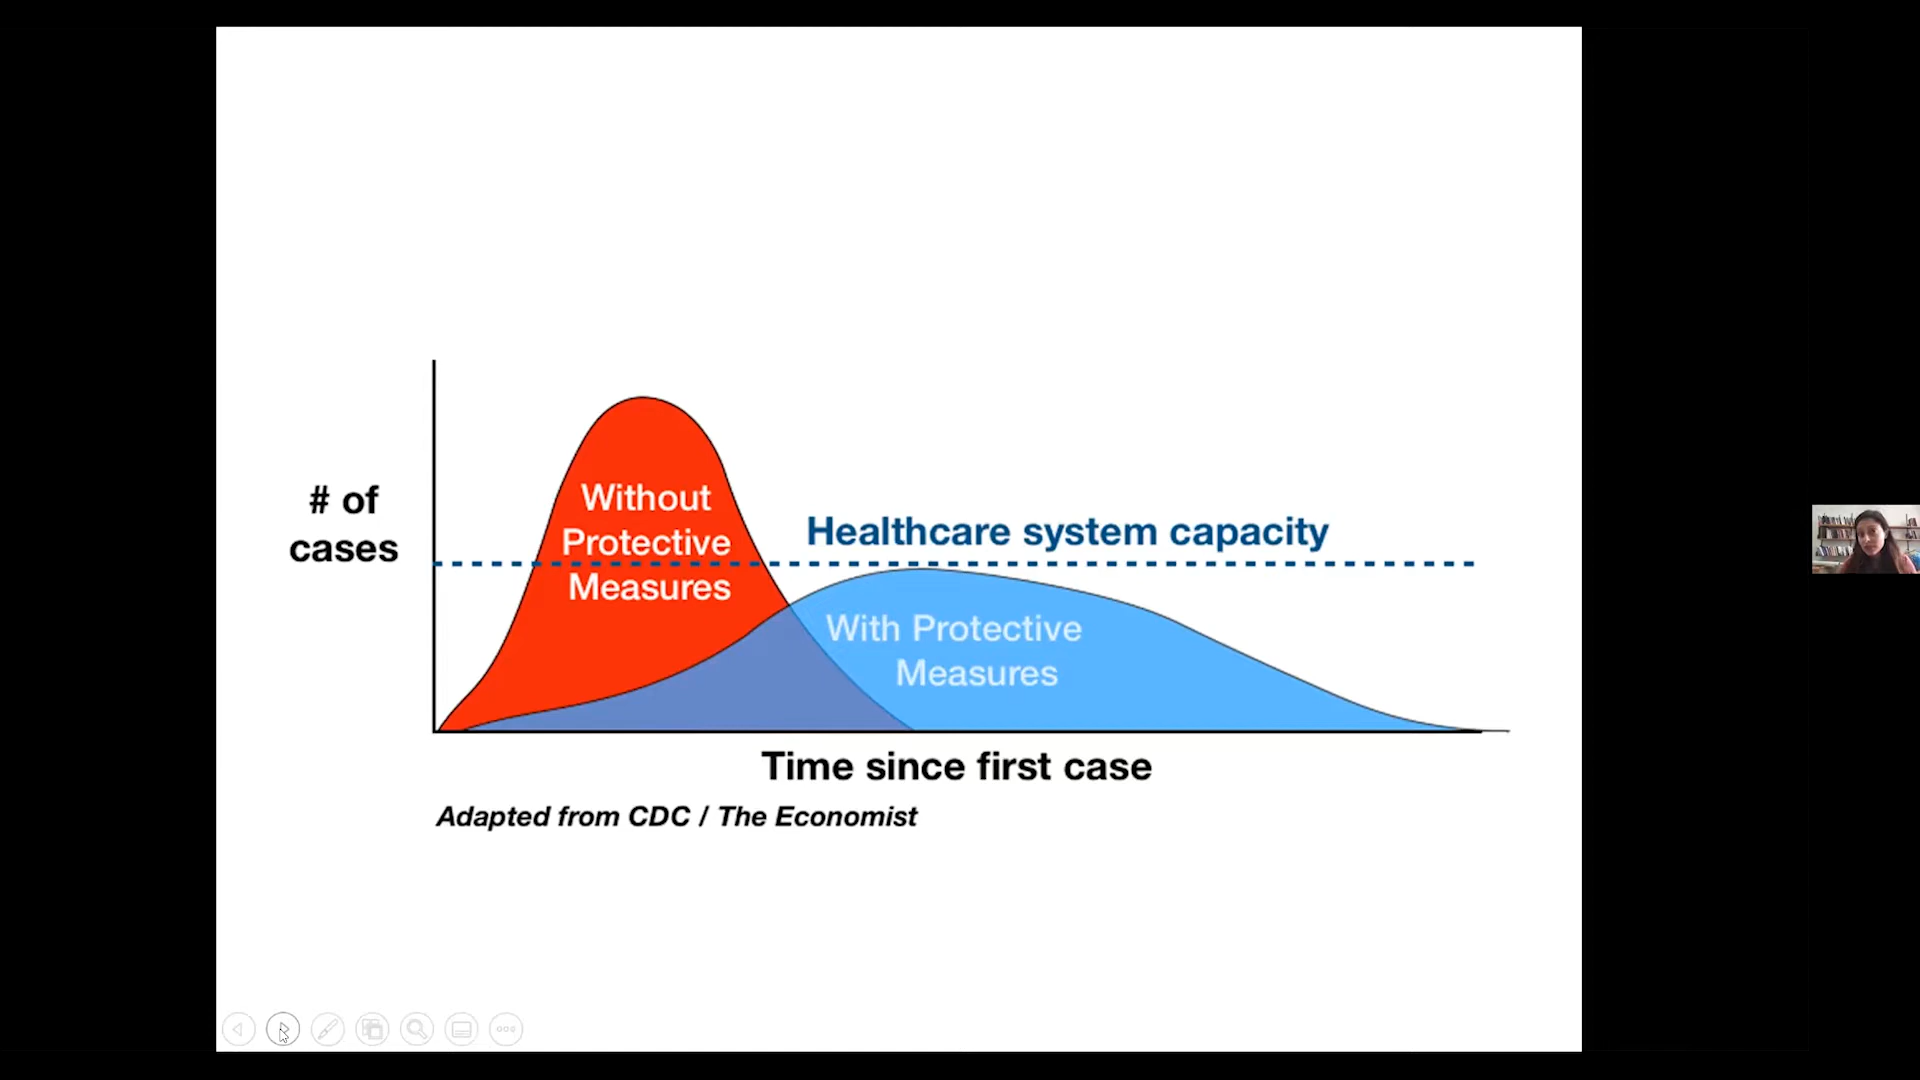 # of
cases
Without
Protective
Measures
Healthcare system capacity
With Protective
Measures
Time since first case
Adapted from CDC / The Economist